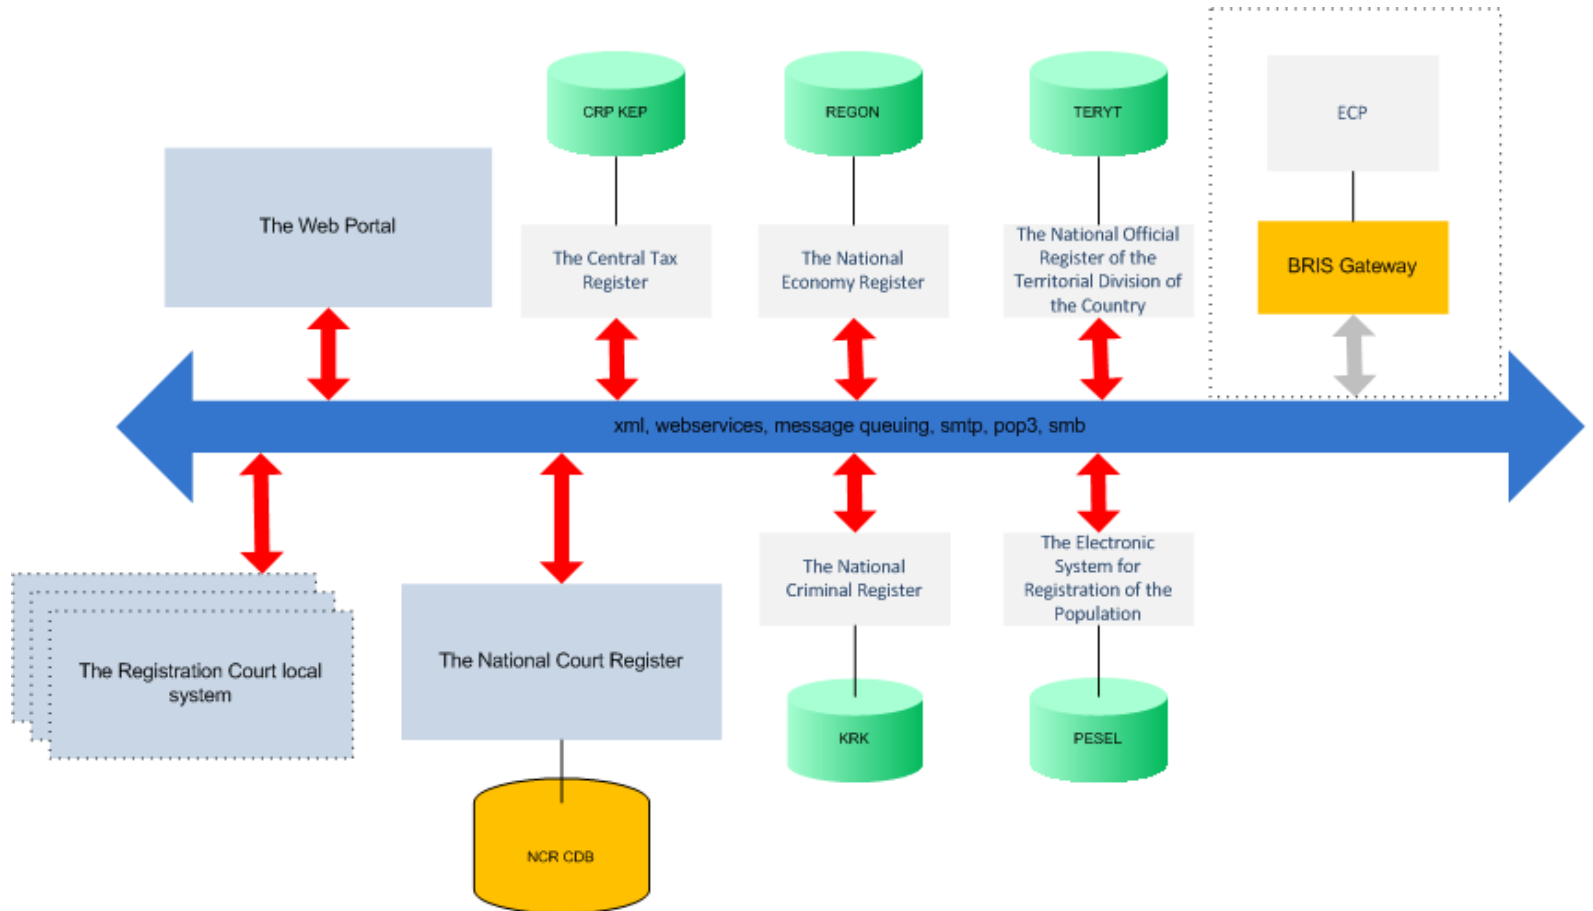 CRP KEP
REGON
TERYT
ECP
The Web Portal
The Central Tax
Register
The National
Economy Register
The National Official
Register of the
Territorial Division of
the Country
BRIS Gateway
xml, webservices, message queuing, smtp, pop3, smb
The Registration Court local
system
The National Court Register
The National
Criminal Register
The Electronic
System for
Registration of the
Population
KRK
PESEL
NCR CDB